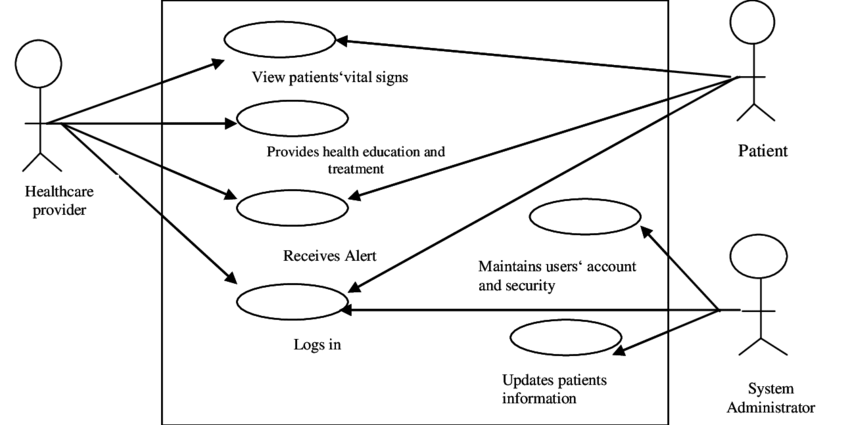 View patients‘vital signs
Provides health education and
treatment
Patient
Healthcare
provider
Receives Alert
Maintains users‘ account
and security
Logs in
Updates patients
information
System
Administrator